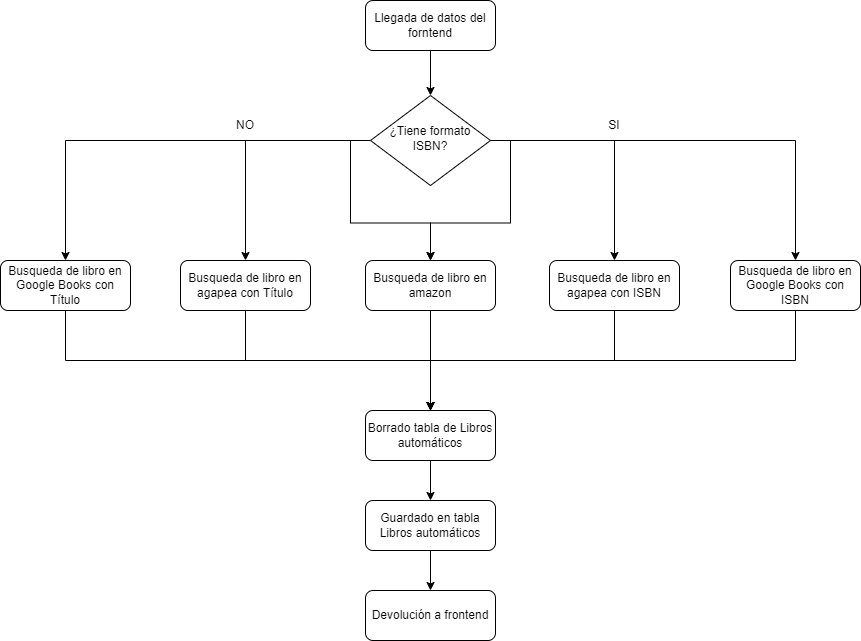 Llegada de datos del
forntend
¿Tiene formato
ISBN?
NO
SI
Busqueda de libro en
Google Books con
Título
Busqueda de libro en
agapea con Título
Busqueda de libro en
amazon
Busqueda de libro en
agapea con ISBN
Busqueda de libro en
Google Books con
ISBN
Borrado tabla de Libros
automáticos
Guardado en tabla
Libros automáticos
Devolución a frontend